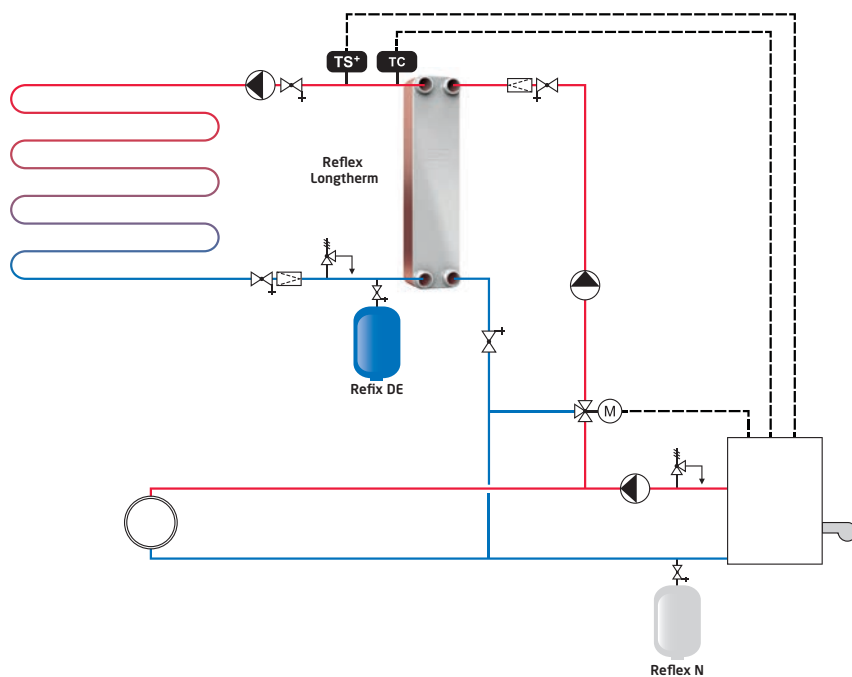 TS+
TC
Reflex
Longtherm
Refix DE
M
Reflex N